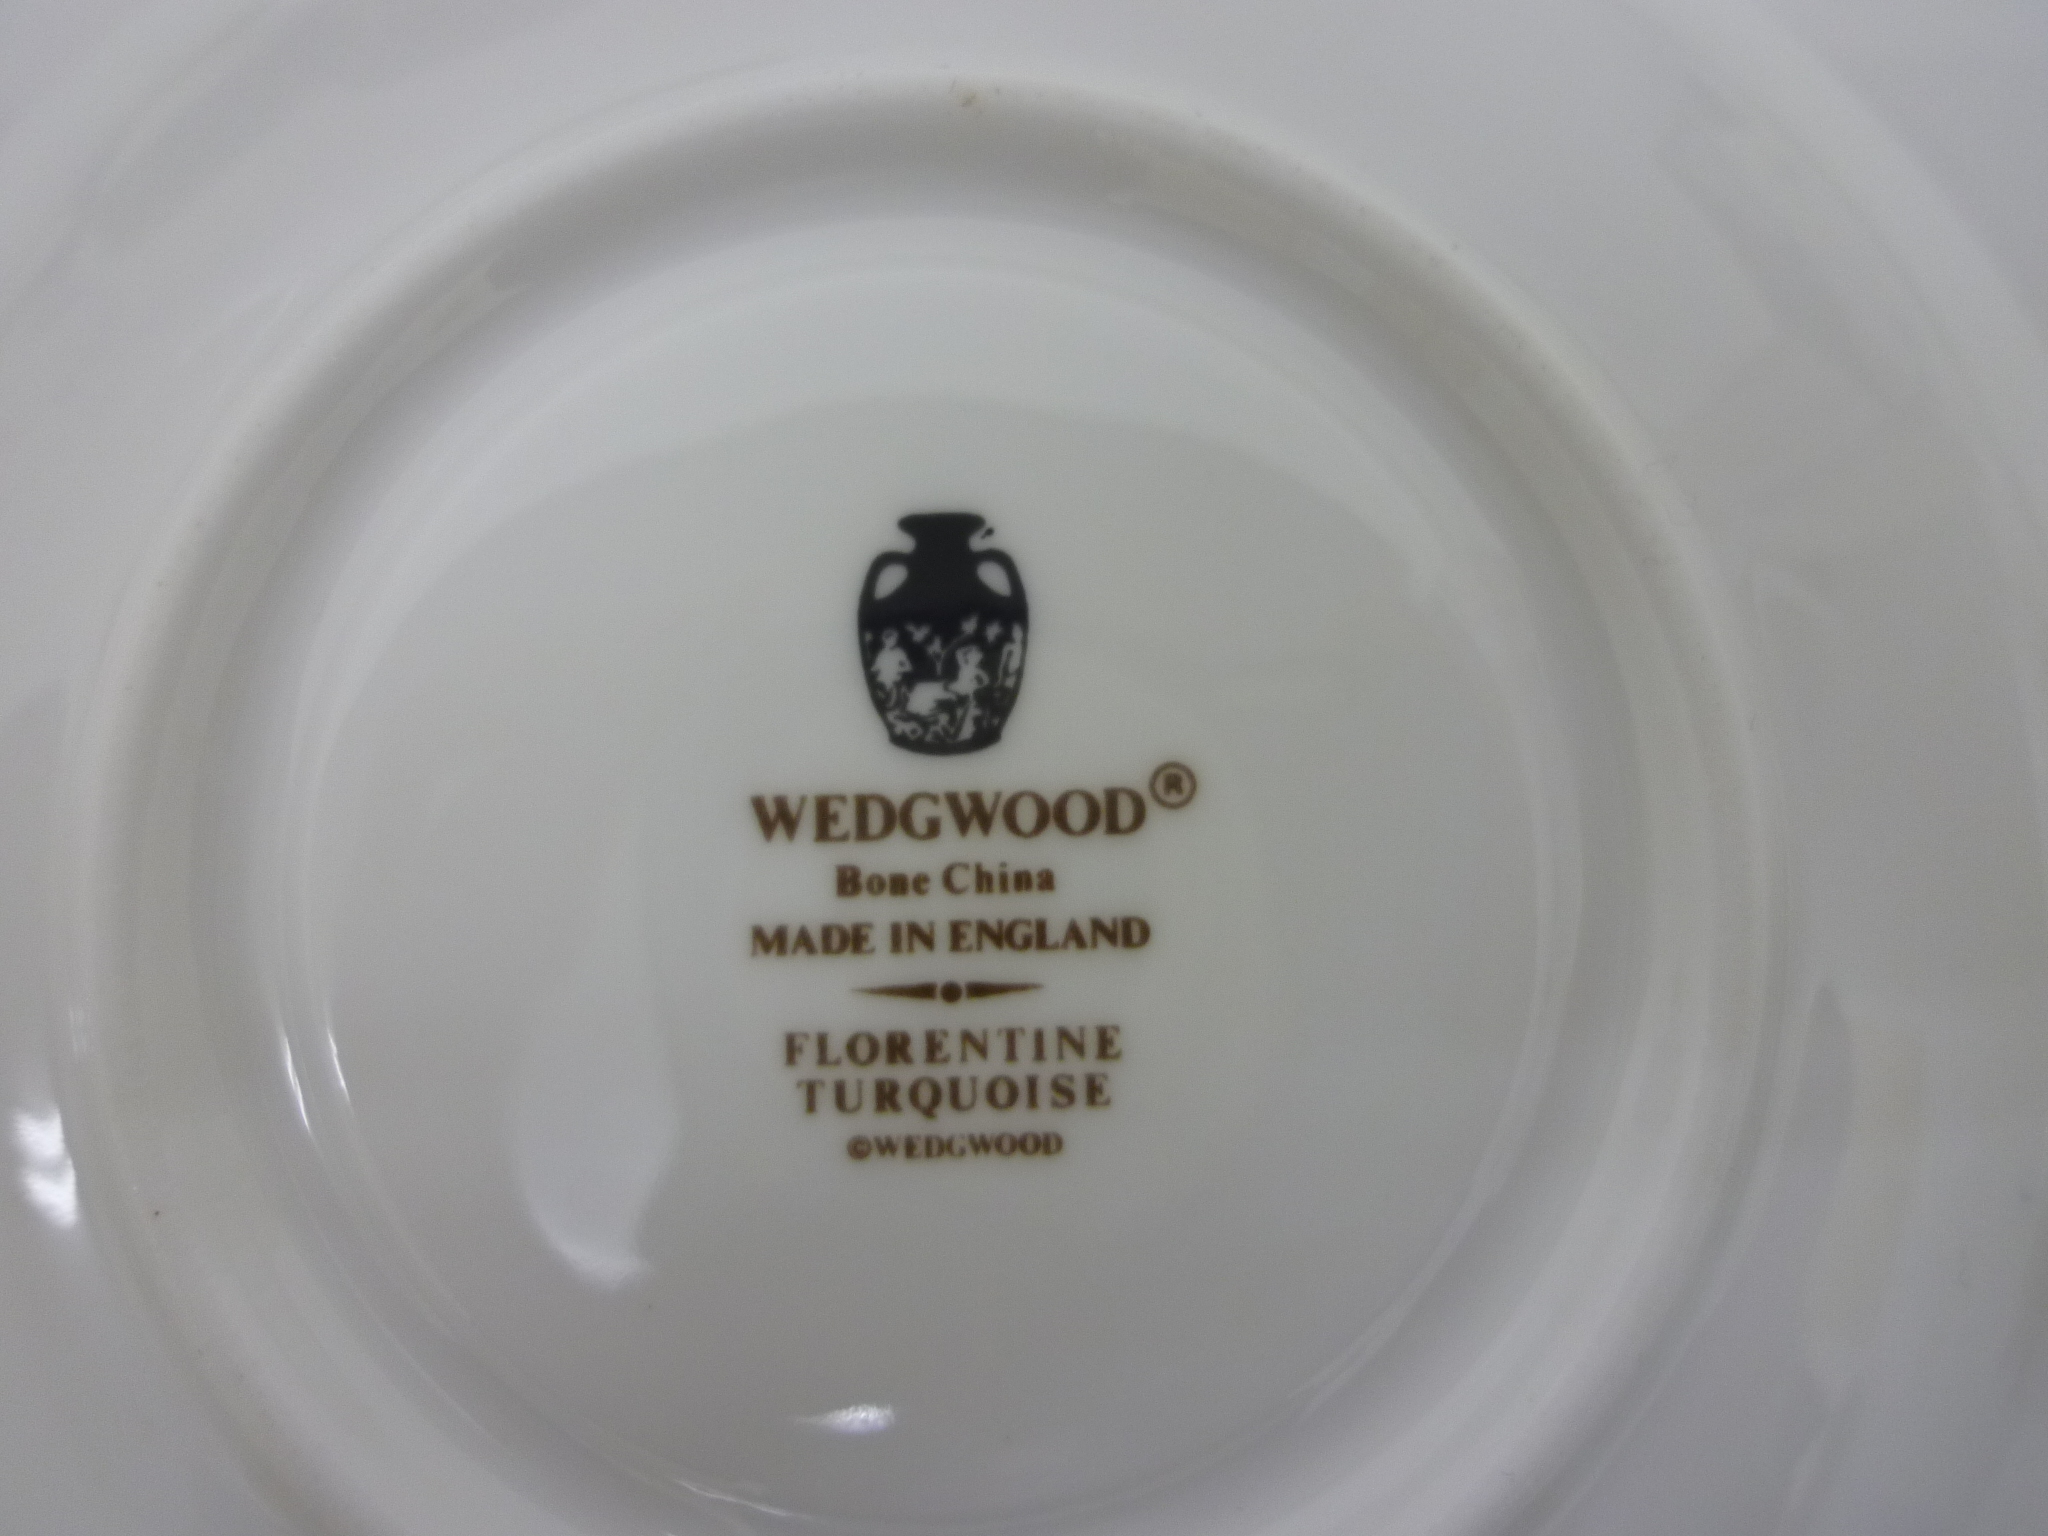 WEDGWOOD®
Bone China
MADE IN ENGLAND
FLORENTINE
TURQUOISE
©WEDGWOOD